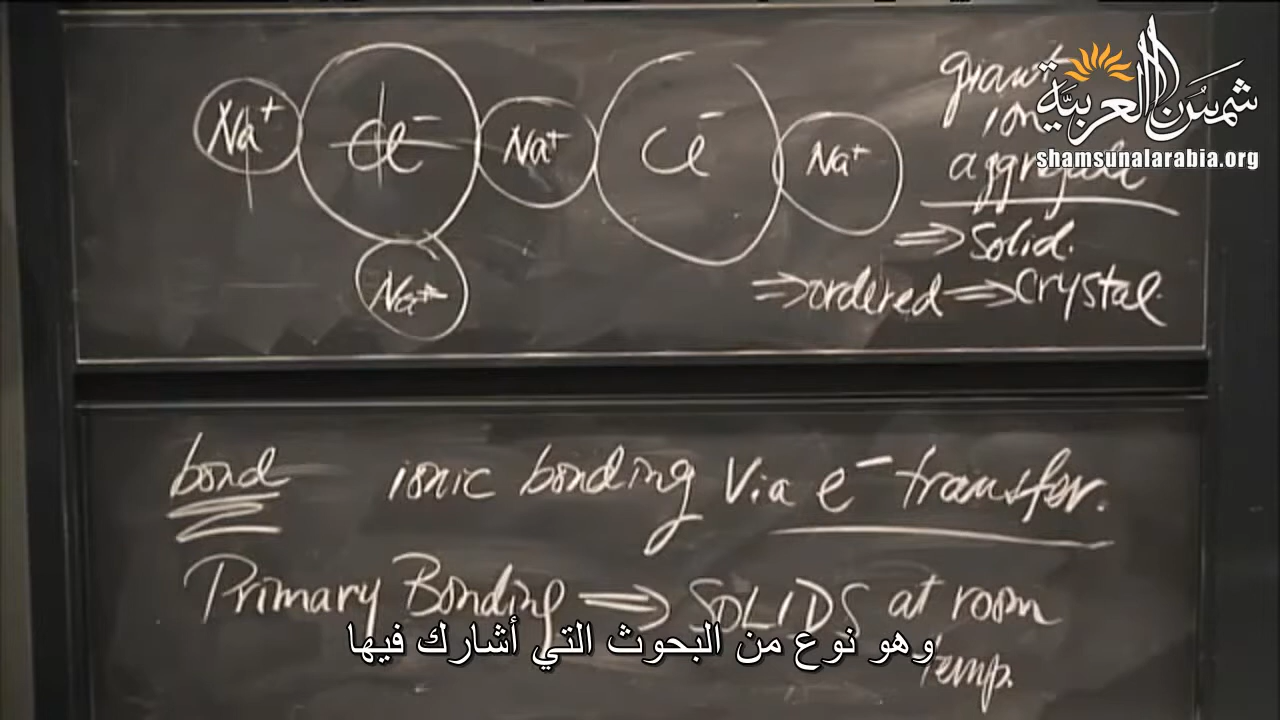 Na⁺ Cl⁻ Na⁺ Cl⁻ Na⁺
Na⁺
giant
ion
aggregate
⇒ Solid.
⇒ ordered ⇒ Crystal.
شمس العربية
shamsunalarabia.org
bond ionic bonding Via e⁻ transfer.
Primary Bonding ⇒ SOLIDS at room
temp.
وهو نوع من البحوث التي أشارك فيها